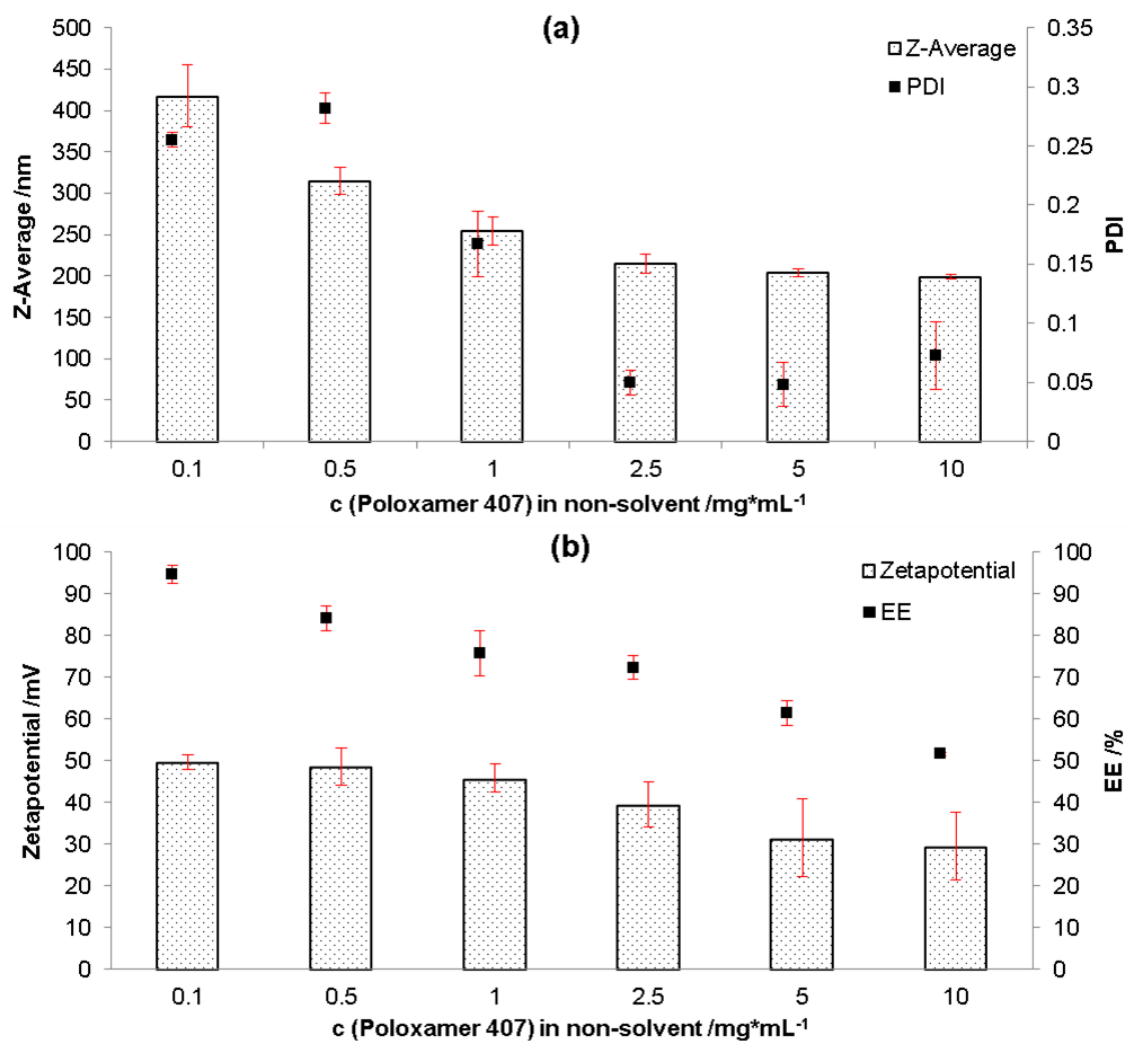 (a)
500 0.35
450 Z-Average 0.3
400 PDI
350 0.25
300 0.2
250
200 0.15
150 0.1
100
50 0.05
0 0
Z-Average /nm
PDI
0.1 0.5 1 2.5 5 10
c (Poloxamer 407) in non-solvent /mg*mL-1
(b)
100 100
90 Zetapotential 90
80 EE 80
70 70
60 60
50 50
40 40
30 30
20 20
10 10
0 0
Zetapotential /mV
EE /%
0.1 0.5 1 2.5 5 10
c (Poloxamer 407) in non-solvent /mg*mL-1